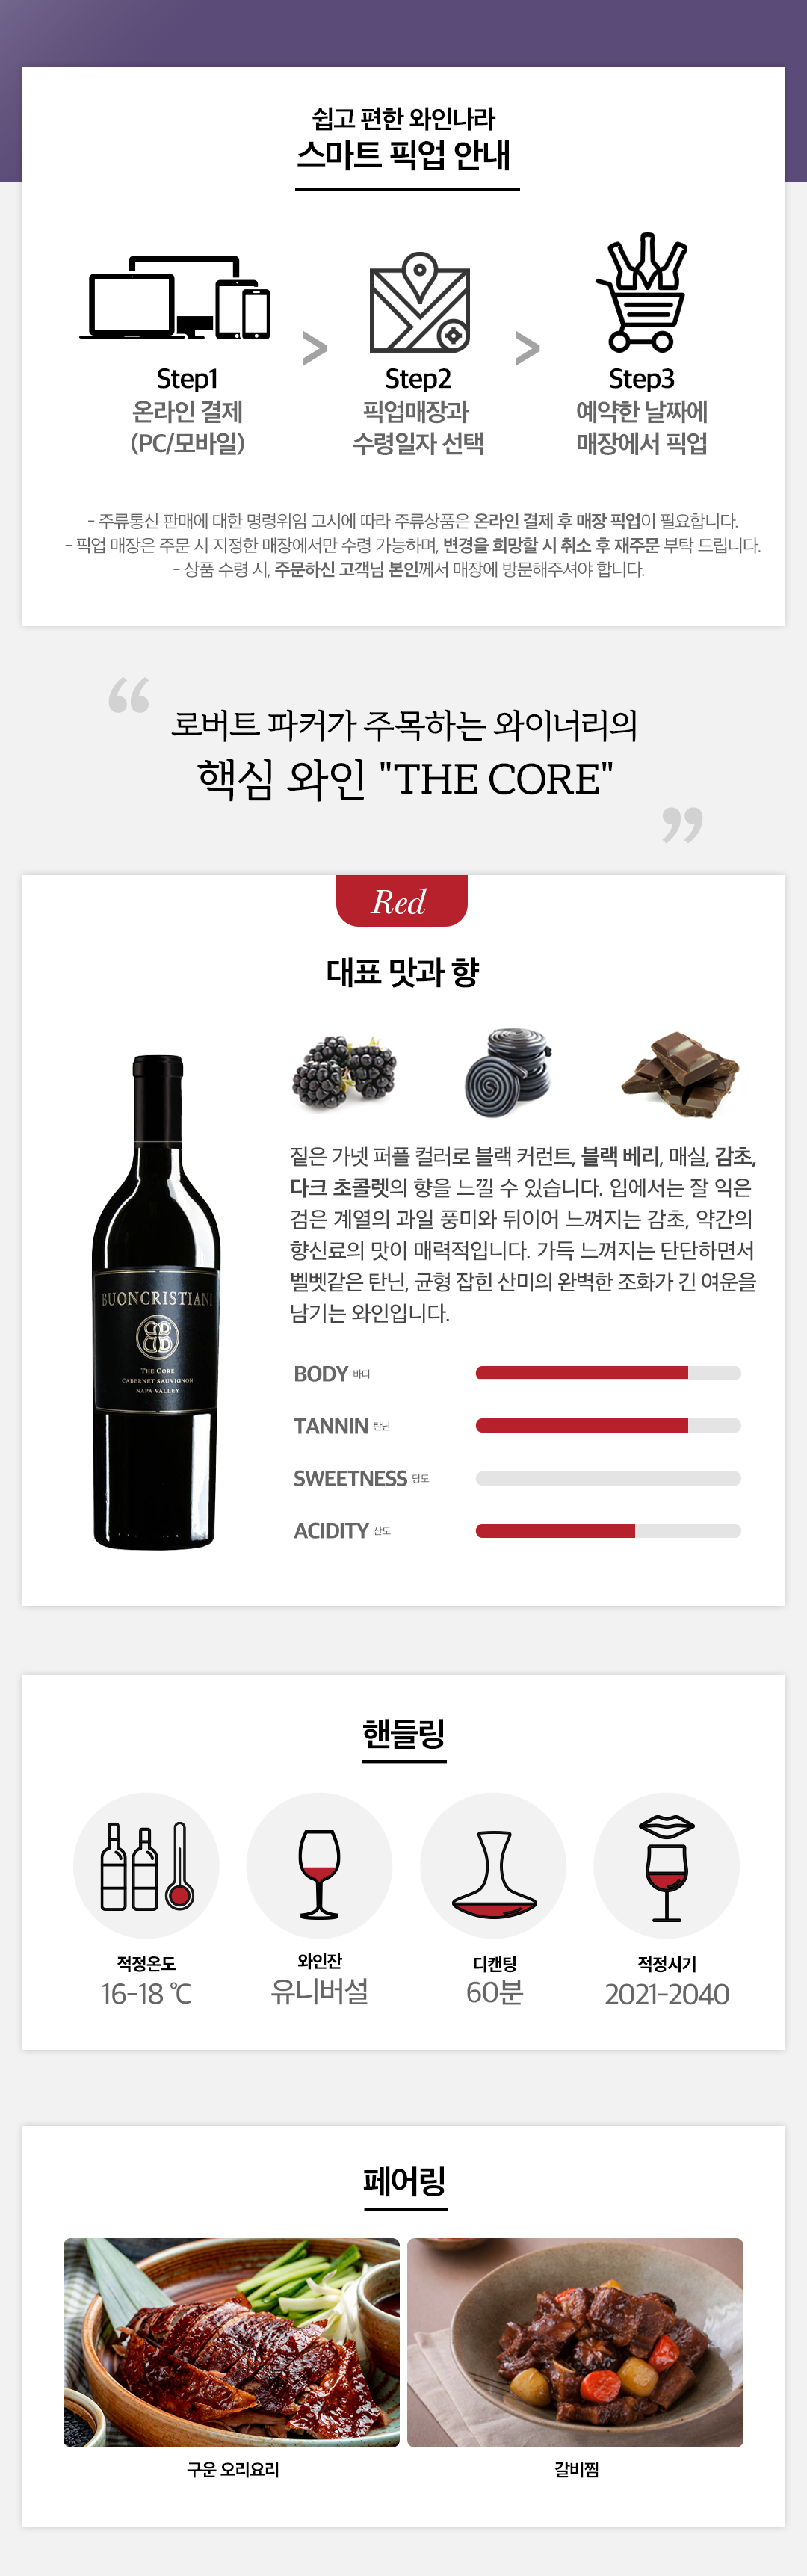 쉽고 편한 와인나라
스마트 픽업 안내
Step1
온라인 결제
(PC/모바일)
>
Step2
픽업매장과
수령일자 선택
>
Step3
예약한 날짜에
매장에서 픽업
- 주류통신 판매에 대한 명령위임 고시에 따라 주류상품은 온라인 결제 후 매장 픽업이 필요합니다.
- 픽업 매장은 주문 시 지정한 매장에서만 수령 가능하며, 변경을 희망할 시 취소 후 재주문 부탁 드립니다.
- 상품 수령 시, 주문하신 고객님 본인께서 매장에 방문해주셔야 합니다.
“ 로버트 파커가 주목하는 와이너리의
핵심 와인 "THE CORE" ”
Red
대표 맛과 향
짙은 가넷 퍼플 컬러로 블랙 커런트, 블랙 베리, 매실, 감초,
다크 초콜렛의 향을 느낄 수 있습니다. 입에서는 잘 익은
검은 계열의 과일 풍미와 뒤이어 느껴지는 감초, 약간의
향신료의 맛이 매력적입니다. 가득 느껴지는 단단하면서
벨벳같은 탄닌, 균형 잡힌 산미의 완벽한 조화가 긴 여운을
남기는 와인입니다.
BUONCRISTIANI
THE CORE
CABERNET SAUVIGNON
NAPA VALLEY
BODY 바디
TANNIN 탄닌
SWEETNESS 당도
ACIDITY 산도
핸들링
적정온도
16-18 ℃
와인잔
유니버설
디캔팅
60분
적정시기
2021-2040
페어링
구운 오리요리
갈비찜